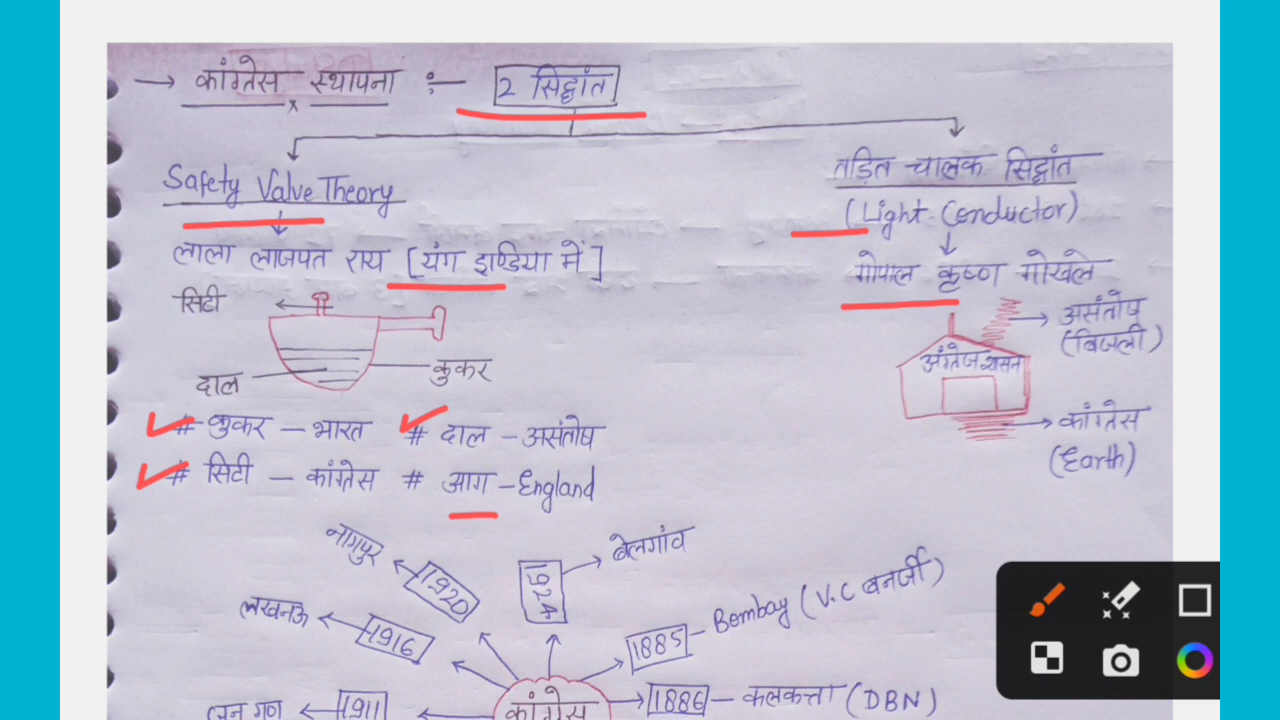 → कांग्रेस स्थापना :- 2 सिद्धांत
Safety Valve Theory
लाला लाजपत राय [यंग इण्डिया में]
सिटी
दाल
कुकर
# कुकर – भारत # दाल – असंतोष
# सिटी – कांग्रेस # आग – England
तड़ित चालक सिद्धांत
(Light Conductor)
गोपाल कृष्ण गोखले
असंतोष
(बिजली)
अंग्रेज शासन
कांग्रेस
(Earth)
नागपुर
1920
1924
बेलगांव
लखनऊ
1916
1885 – Bombay (V.C बनर्जी)
जन गण
1911
कांग्रेस
1886 – कलकत्ता (DBN)